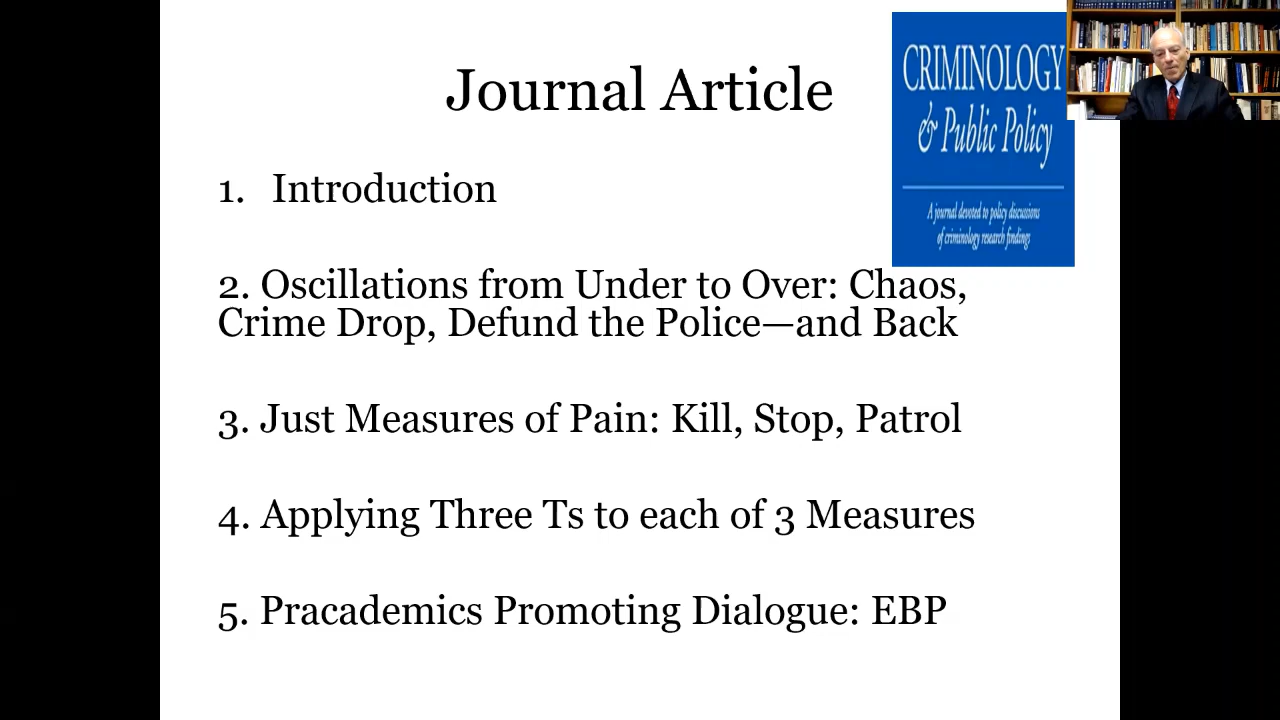 Journal Article
CRIMINOLOGY
& Public Policy
A journal devoted to policy discussions
of criminology research findings
1. Introduction
2. Oscillations from Under to Over: Chaos,
Crime Drop, Defund the Police—and Back
3. Just Measures of Pain: Kill, Stop, Patrol
4. Applying Three Ts to each of 3 Measures
5. Pracademics Promoting Dialogue: EBP